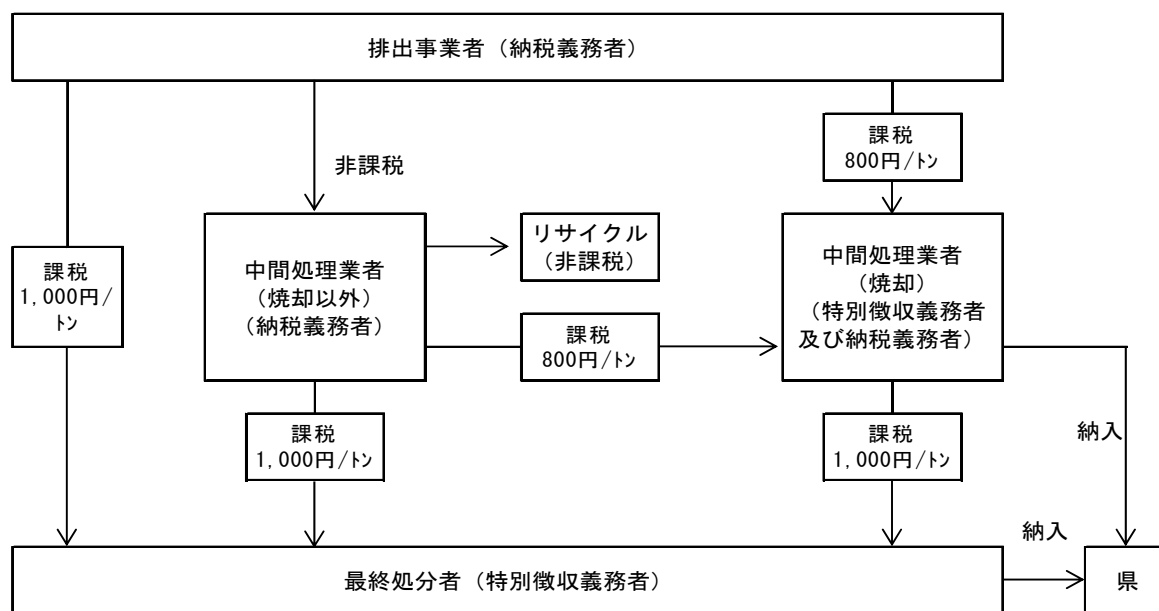 排出事業者（納税義務者）
課税
800円/ﾄﾝ
非課税
課税
1,000円/
ﾄﾝ
中間処理業者
（焼却以外）
（納税義務者）
リサイクル
（非課税）
中間処理業者
（焼却）
（特別徴収義務者
及び納税義務者）
課税
800円/ﾄﾝ
課税
1,000円/ﾄﾝ
課税
1,000円/ﾄﾝ
納入
納入
最終処分者（特別徴収義務者）
県